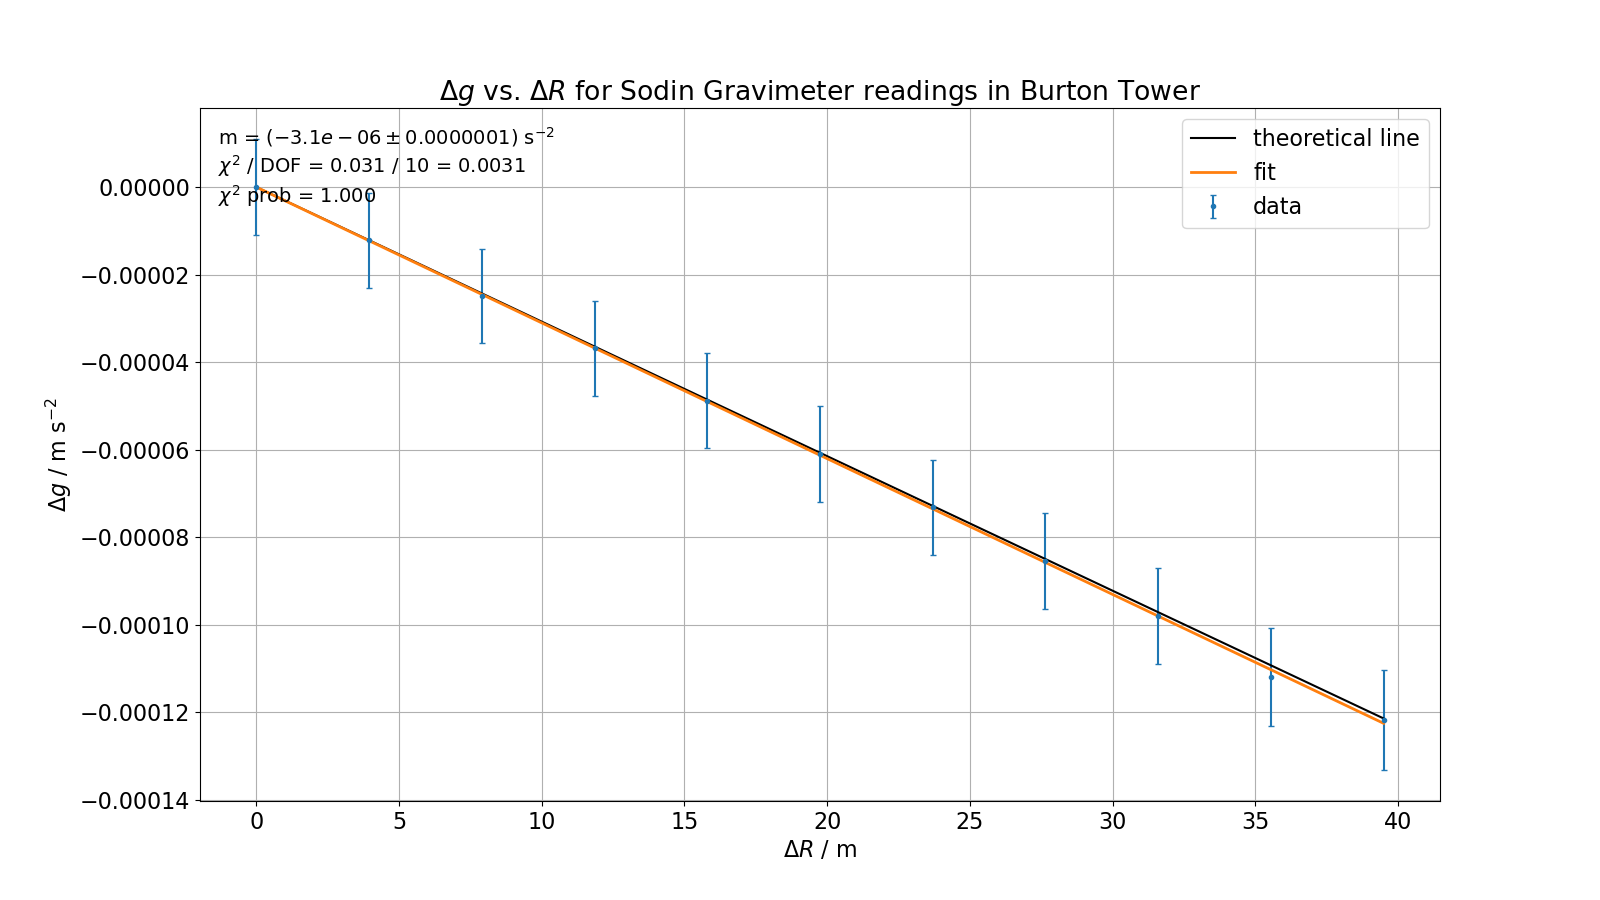 Δg vs. ΔR for Sodin Gravimeter readings in Burton Tower
m = (−3.1e − 06 ± 0.0000001) s⁻²
χ² / DOF = 0.031 / 10 = 0.0031
χ² prob = 1.000
theoretical line
fit
data
0.00000
−0.00002
−0.00004
−0.00006
−0.00008
−0.00010
−0.00012
−0.00014
Δg / m s⁻²
0 5 10 15 20 25 30 35 40
ΔR / m